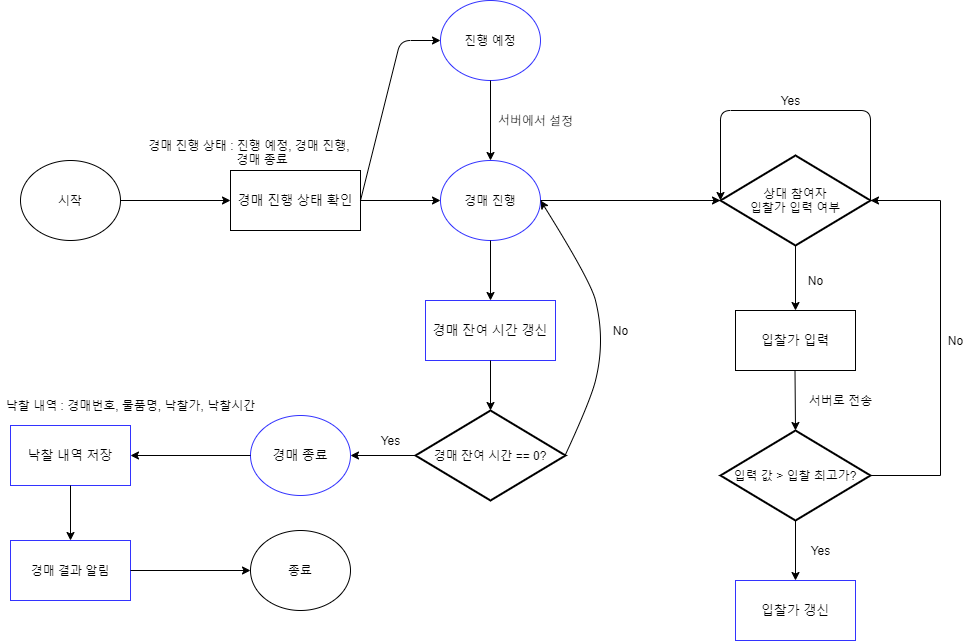 진행 예정
서버에서 설정
Yes
경매 진행 상태 : 진행 예정, 경매 진행,
경매 종료
시작
경매 진행 상태 확인
경매 진행
상대 참여자
입찰가 입력 여부
No
경매 잔여 시간 갱신
No
입찰가 입력
No
서버로 전송
낙찰 내역 : 경매번호, 물품명, 낙찰가, 낙찰시간
낙찰 내역 저장
경매 종료
Yes
경매 잔여 시간 == 0?
입력 값 > 입찰 최고가?
Yes
경매 결과 알림
종료
입찰가 갱신